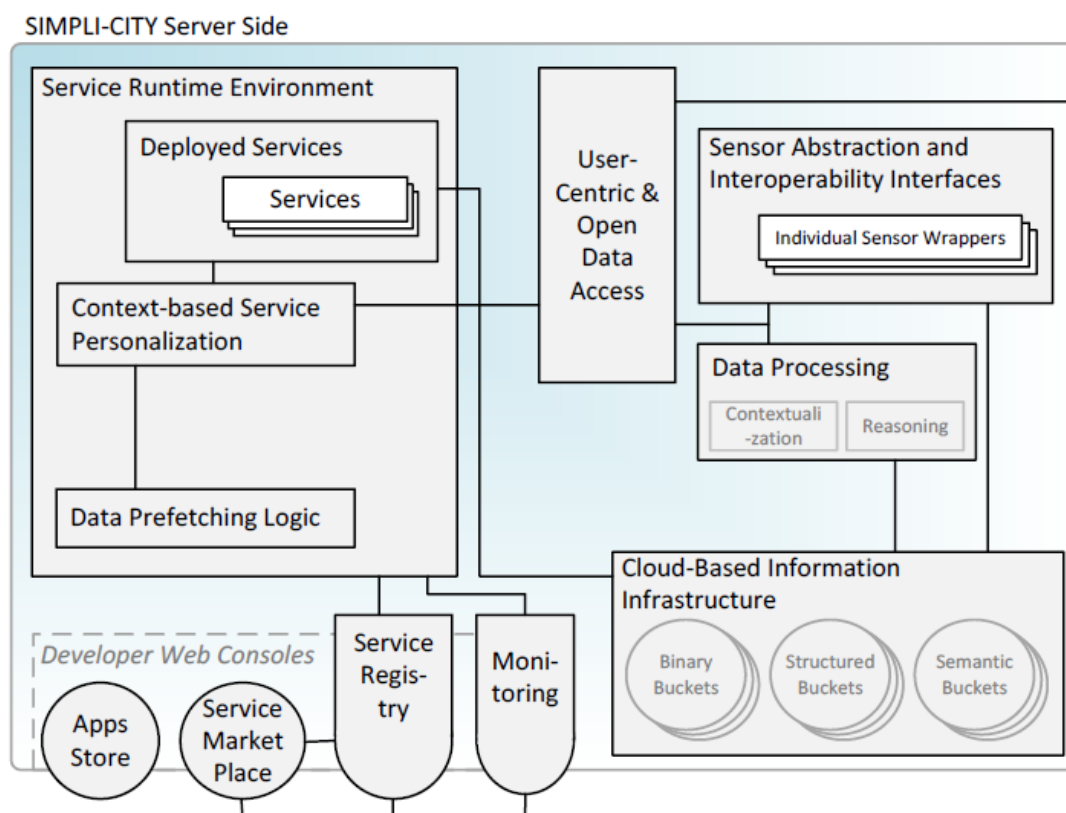 SIMPLI-CITY Server Side
Service Runtime Environment
Deployed Services
Services
Context-based Service
Personalization
Data Prefetching Logic
User-
Centric &
Open
Data
Access
Sensor Abstraction and
Interoperability Interfaces
Individual Sensor Wrappers
Data Processing
Contextuali
-zation
Reasoning
Cloud-Based Information
Infrastructure
Binary
Buckets
Structured
Buckets
Semantic
Buckets
Developer Web Consoles
Apps
Store
Service
Market
Place
Service
Regis-
try
Moni-
toring